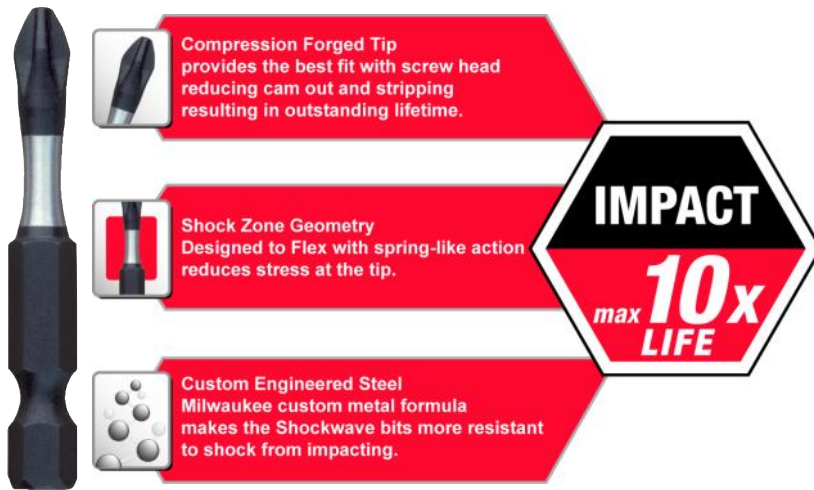 Compression Forged Tip
provides the best fit with screw head
reducing cam out and stripping
resulting in outstanding lifetime.
Shock Zone Geometry
Designed to Flex with spring-like action
reduces stress at the tip.
Custom Engineered Steel
Milwaukee custom metal formula
makes the Shockwave bits more resistant
to shock from impacting.
IMPACT
max 10x
LIFE